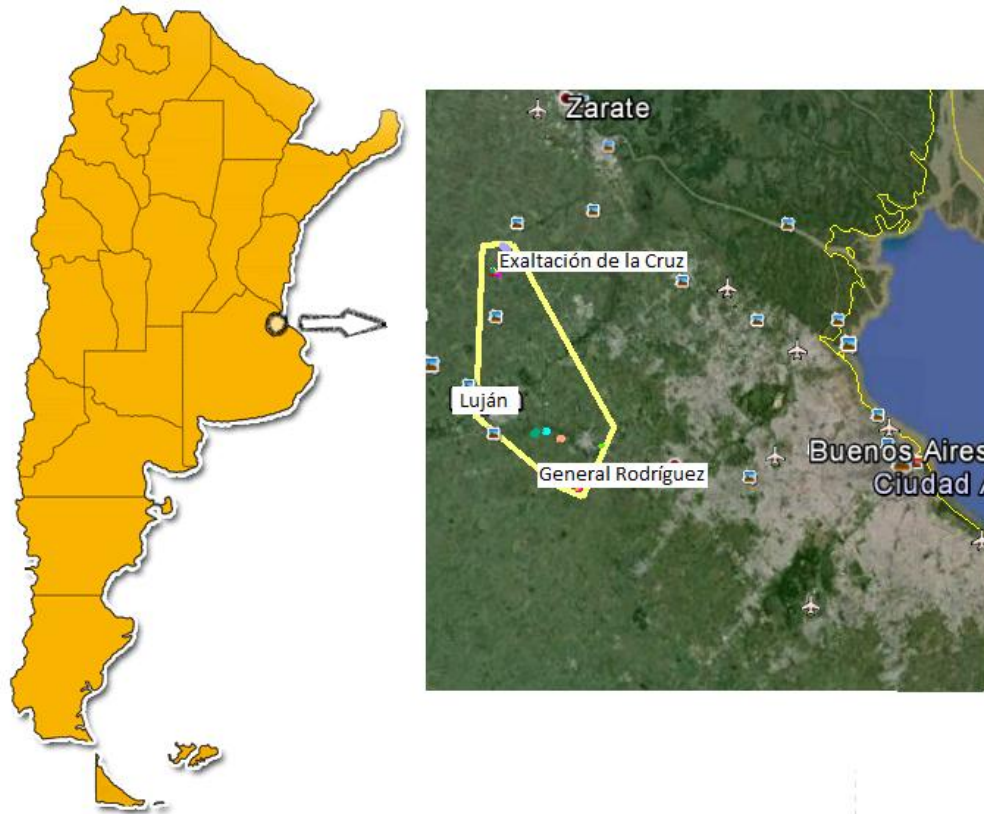 Zarate
Exaltación de la Cruz
Luján
General Rodríguez
Buenos Aires
Ciudad A